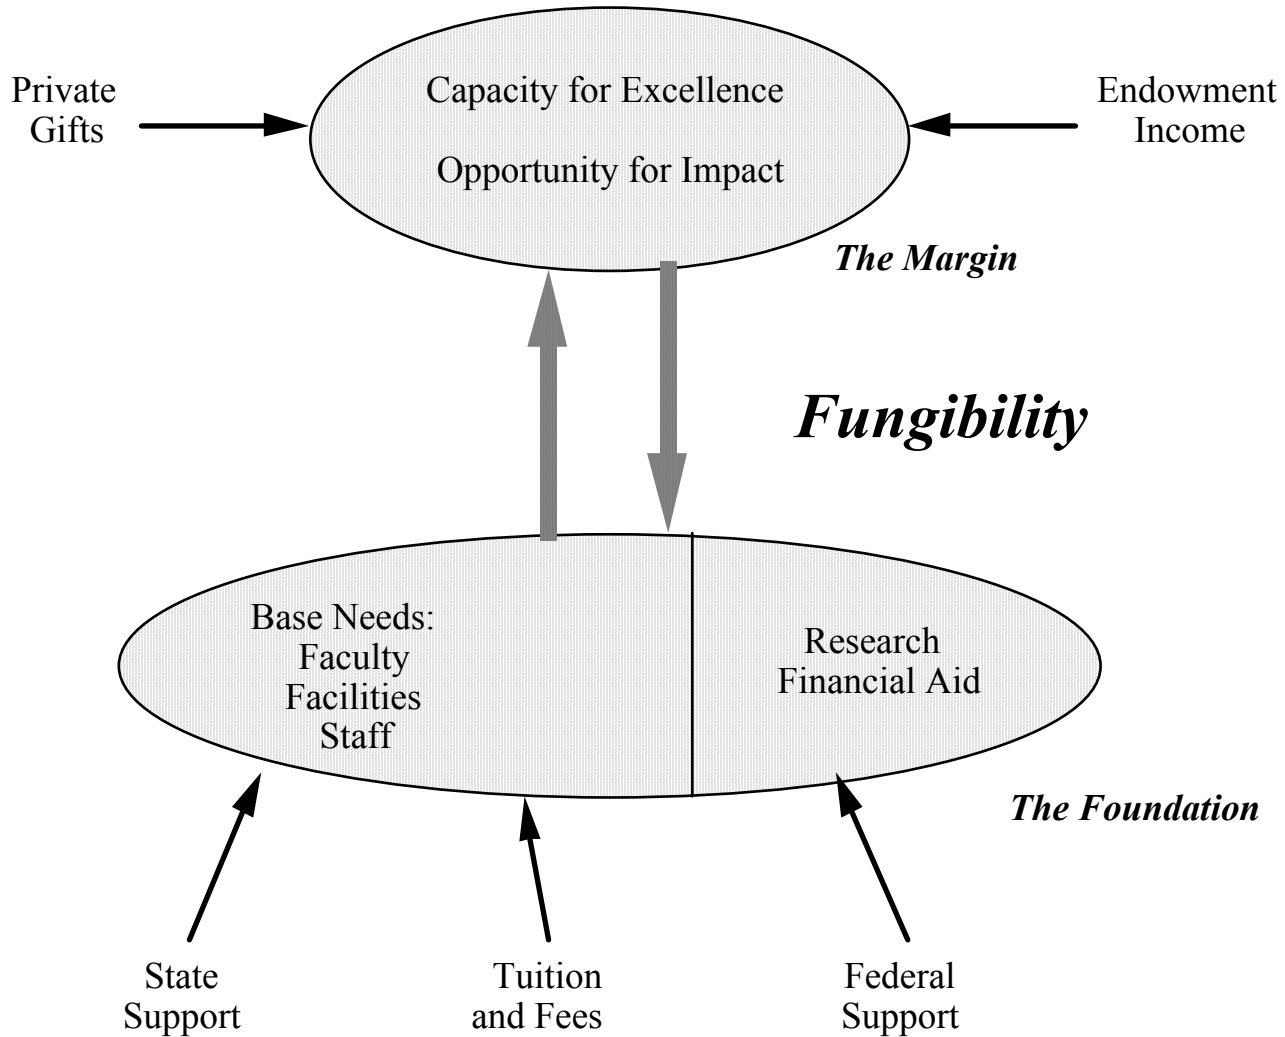 Private
Gifts
Capacity for Excellence
Opportunity for Impact
Endowment
Income
The Margin
Fungibility
Base Needs:
Faculty
Facilities
Staff
Research
Financial Aid
The Foundation
State
Support
Tuition
and Fees
Federal
Support